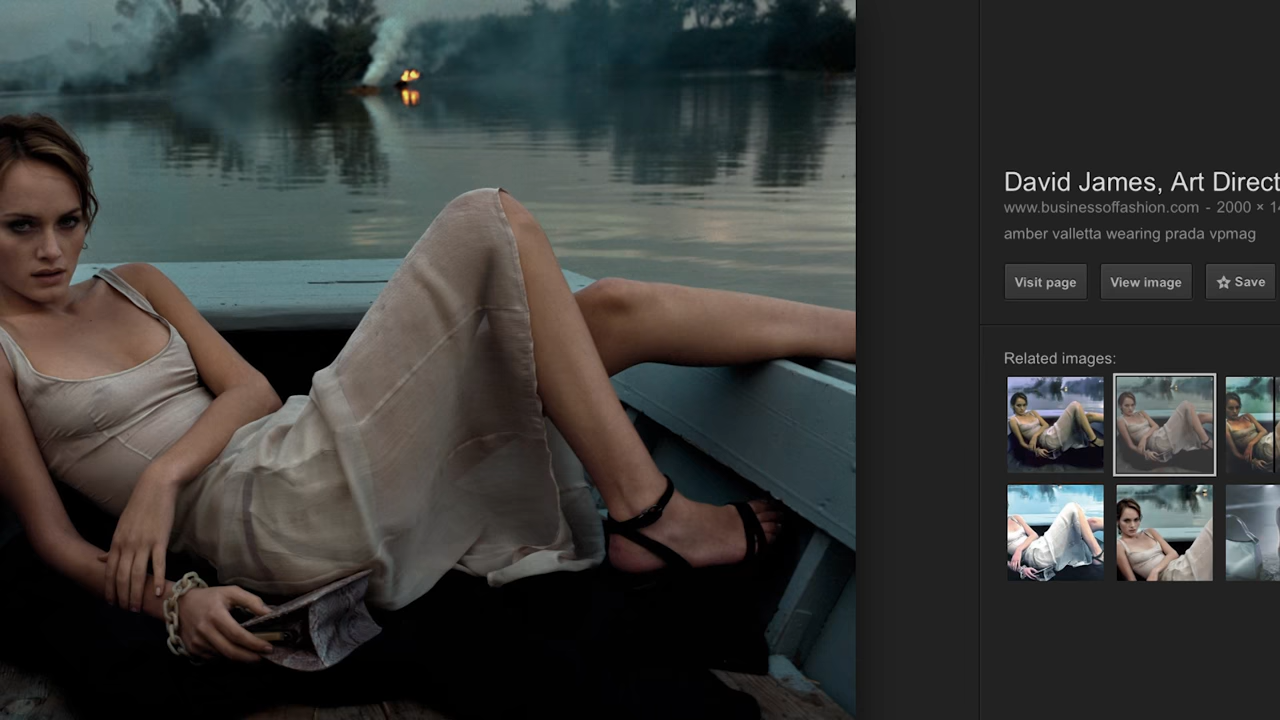 David James, Art Direct
www.businessoffashion.com - 2000 × 14
amber valletta wearing prada vpmag
Visit page View image Save
Related images: